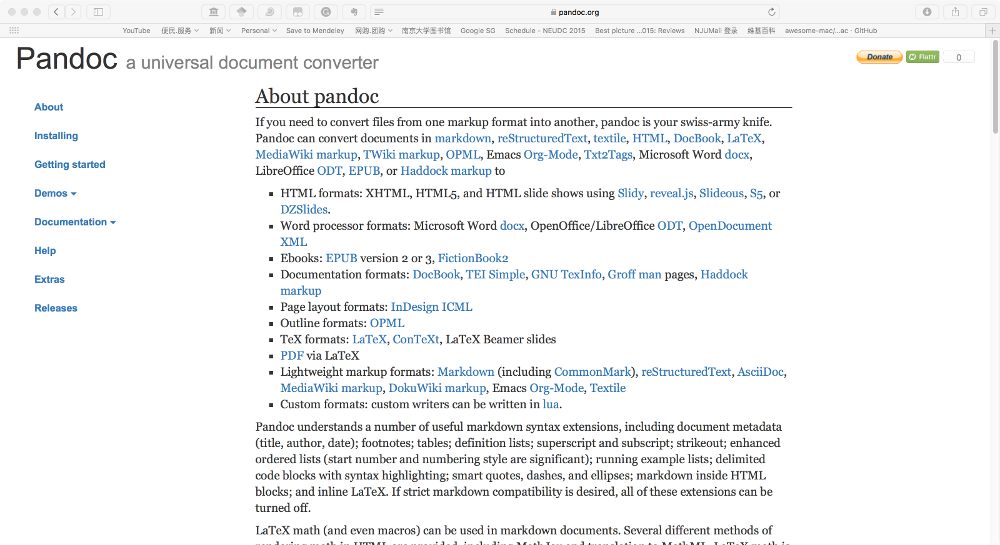 pandoc.org
YouTube 便民.服务 新闻 Personal Save to Mendeley 网购.团购 南京大学图书馆 Google SG Schedule - NEUDC 2015 Best picture ...015: Reviews NJUMail 登录 维基百科 awesome-mac/...ac · GitHub
Pandoc a universal document converter
Donate Flattr 0
About
Installing
Getting started
Demos
Documentation
Help
Extras
Releases
About pandoc
If you need to convert files from one markup format into another, pandoc is your swiss-army knife.
Pandoc can convert documents in markdown, reStructuredText, textile, HTML, DocBook, LaTeX,
MediaWiki markup, TWiki markup, OPML, Emacs Org-Mode, Txt2Tags, Microsoft Word docx,
LibreOffice ODT, EPUB, or Haddock markup to
HTML formats: XHTML, HTML5, and HTML slide shows using Slidy, reveal.js, Slideous, S5, or
DZSlides.
Word processor formats: Microsoft Word docx, OpenOffice/LibreOffice ODT, OpenDocument
XML
Ebooks: EPUB version 2 or 3, FictionBook2
Documentation formats: DocBook, TEI Simple, GNU TexInfo, Groff man pages, Haddock
markup
Page layout formats: InDesign ICML
Outline formats: OPML
TeX formats: LaTeX, ConTeXt, LaTeX Beamer slides
PDF via LaTeX
Lightweight markup formats: Markdown (including CommonMark), reStructuredText, AsciiDoc,
MediaWiki markup, DokuWiki markup, Emacs Org-Mode, Textile
Custom formats: custom writers can be written in lua.
Pandoc understands a number of useful markdown syntax extensions, including document metadata
(title, author, date); footnotes; tables; definition lists; superscript and subscript; strikeout; enhanced
ordered lists (start number and numbering style are significant); running example lists; delimited
code blocks with syntax highlighting; smart quotes, dashes, and ellipses; markdown inside HTML
blocks; and inline LaTeX. If strict markdown compatibility is desired, all of these extensions can be
turned off.
LaTeX math (and even macros) can be used in markdown documents. Several different methods of